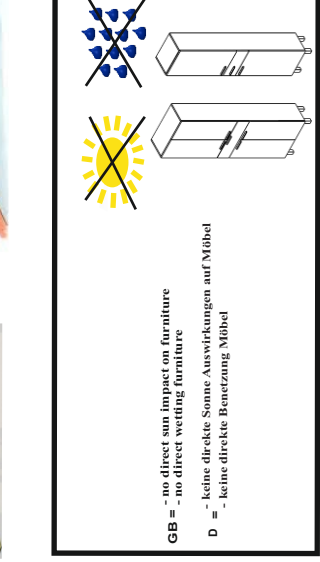 GB = - no direct sun impact on furniture
- no direct wetting furniture
D = - keine direkte Sonne Auswirkungen auf Möbel
- keine direkte Benetzung Möbel